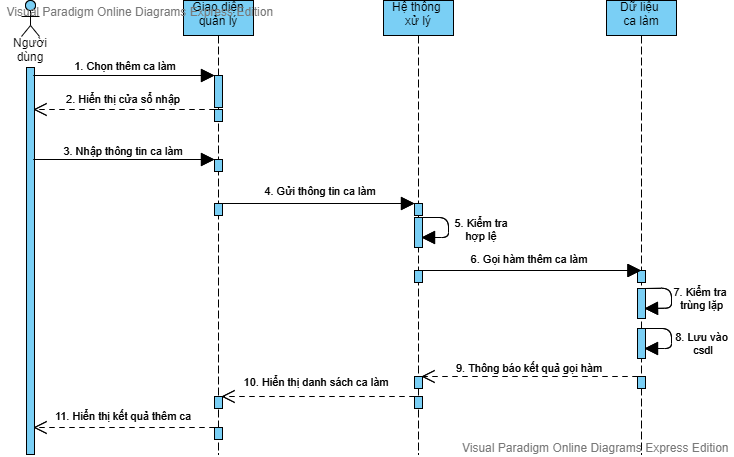 Visual Paradigm Online Diagrams Express Edition
Người
dùng
Giao diện
quản lý
Hệ thống
xử lý
Dữ liệu
ca làm
1. Chọn thêm ca làm
2. Hiển thị cửa sổ nhập
3. Nhập thông tin ca làm
4. Gửi thông tin ca làm
5. Kiểm tra
hợp lệ
6. Gọi hàm thêm ca làm
7. Kiểm tra
trùng lặp
8. Lưu vào
csdl
9. Thông báo kết quả gọi hàm
10. Hiển thị danh sách ca làm
11. Hiển thị kết quả thêm ca
Visual Paradigm Online Diagrams Express Edition